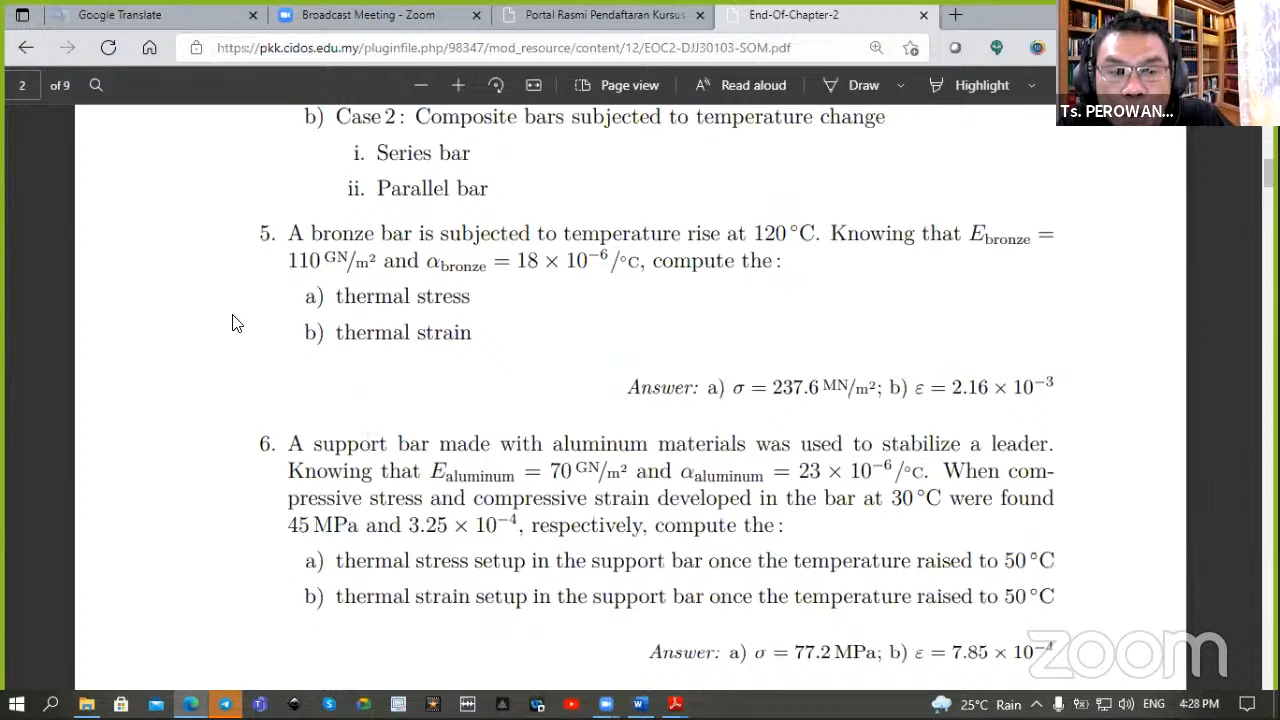 Google Translate
Broadcast Meeting - Zoom
Portal Rasmi Pendaftaran Kursus
End-Of-Chapter-2
https://pkk.cidos.edu.my/pluginfile.php/98347/mod_resource/content/12/EOC2-DJJ30103-SOM.pdf
2 of 9
Page view
Read aloud
Draw
Highlight
Ts. PEROWAN...
b) Case 2 : Composite bars subjected to temperature change
i. Series bar
ii. Parallel bar
5. A bronze bar is subjected to temperature rise at 120 °C. Knowing that E_bronze =
110 GN/m² and α_bronze = 18 × 10⁻⁶ /°C, compute the :
a) thermal stress
b) thermal strain
Answer: a) σ = 237.6 MN/m²; b) ε = 2.16 × 10⁻³
6. A support bar made with aluminum materials was used to stabilize a leader.
Knowing that E_aluminum = 70 GN/m² and α_aluminum = 23 × 10⁻⁶ /°C. When com-
pressive stress and compressive strain developed in the bar at 30 °C were found
45 MPa and 3.25 × 10⁻⁴, respectively, compute the :
a) thermal stress setup in the support bar once the temperature raised to 50 °C
b) thermal strain setup in the support bar once the temperature raised to 50 °C
Answer: a) σ = 77.2 MPa; b) ε = 7.85 × 10⁻⁴
zoom
25°C Rain
ENG
4:28 PM